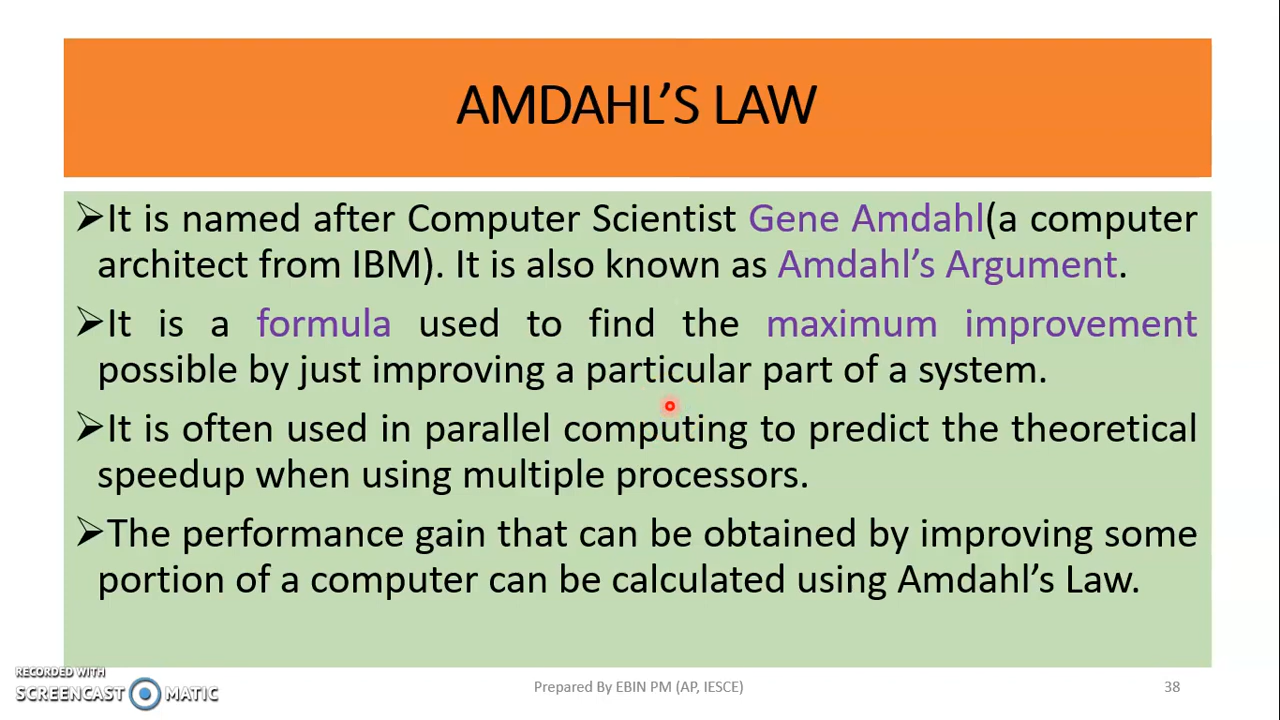 AMDAHL’S LAW
➢It is named after Computer Scientist Gene Amdahl(a computer
architect from IBM). It is also known as Amdahl’s Argument.
➢It is a formula used to find the maximum improvement
possible by just improving a particular part of a system.
➢It is often used in parallel computing to predict the theoretical
speedup when using multiple processors.
➢The performance gain that can be obtained by improving some
portion of a computer can be calculated using Amdahl’s Law.
RECORDED WITH
SCREENCAST MATIC
Prepared By EBIN PM (AP, IESCE)
38